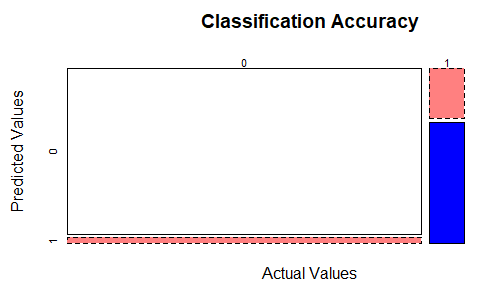 Classification Accuracy
0
1
Predicted Values
0
1
Actual Values